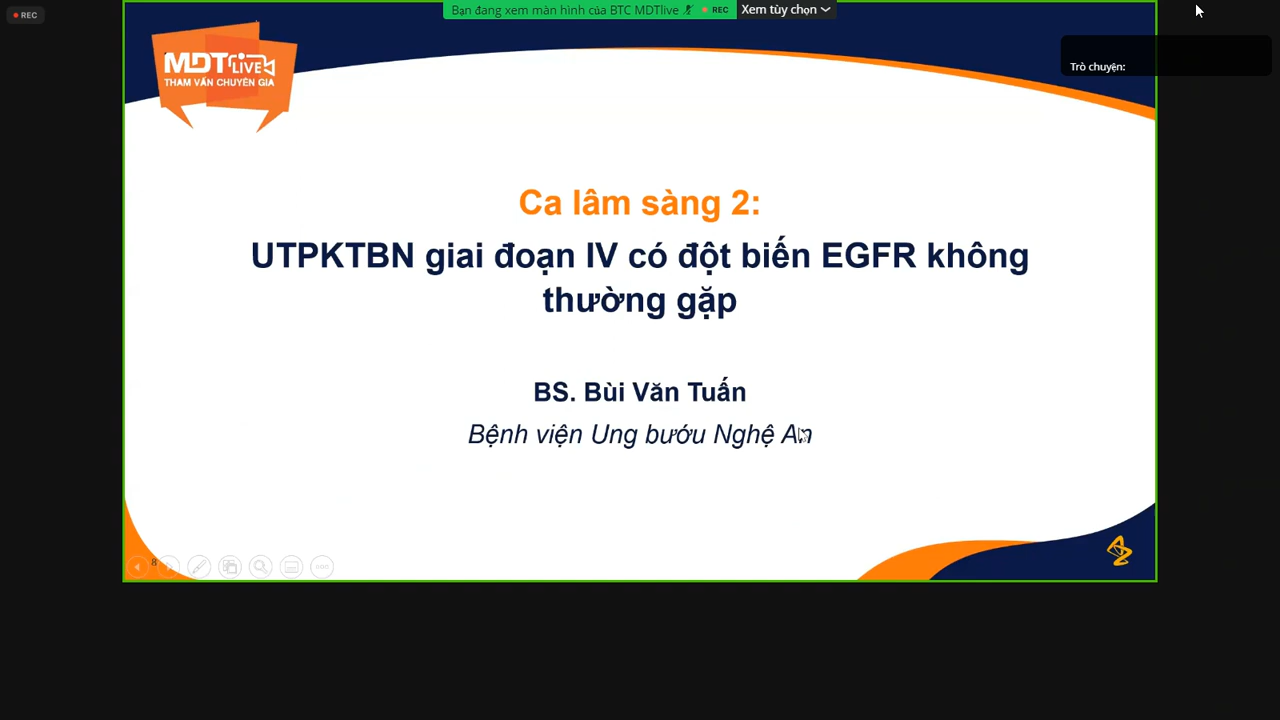 REC
Bạn đang xem màn hình của BTC MDTlive
REC
Xem tùy chọn
Trò chuyện:
MDT LIVE
THAM VẤN CHUYÊN GIA
Ca lâm sàng 2:
UTPKTBN giai đoạn IV có đột biến EGFR không
thường gặp
BS. Bùi Văn Tuấn
Bệnh viện Ung bướu Nghệ An
8